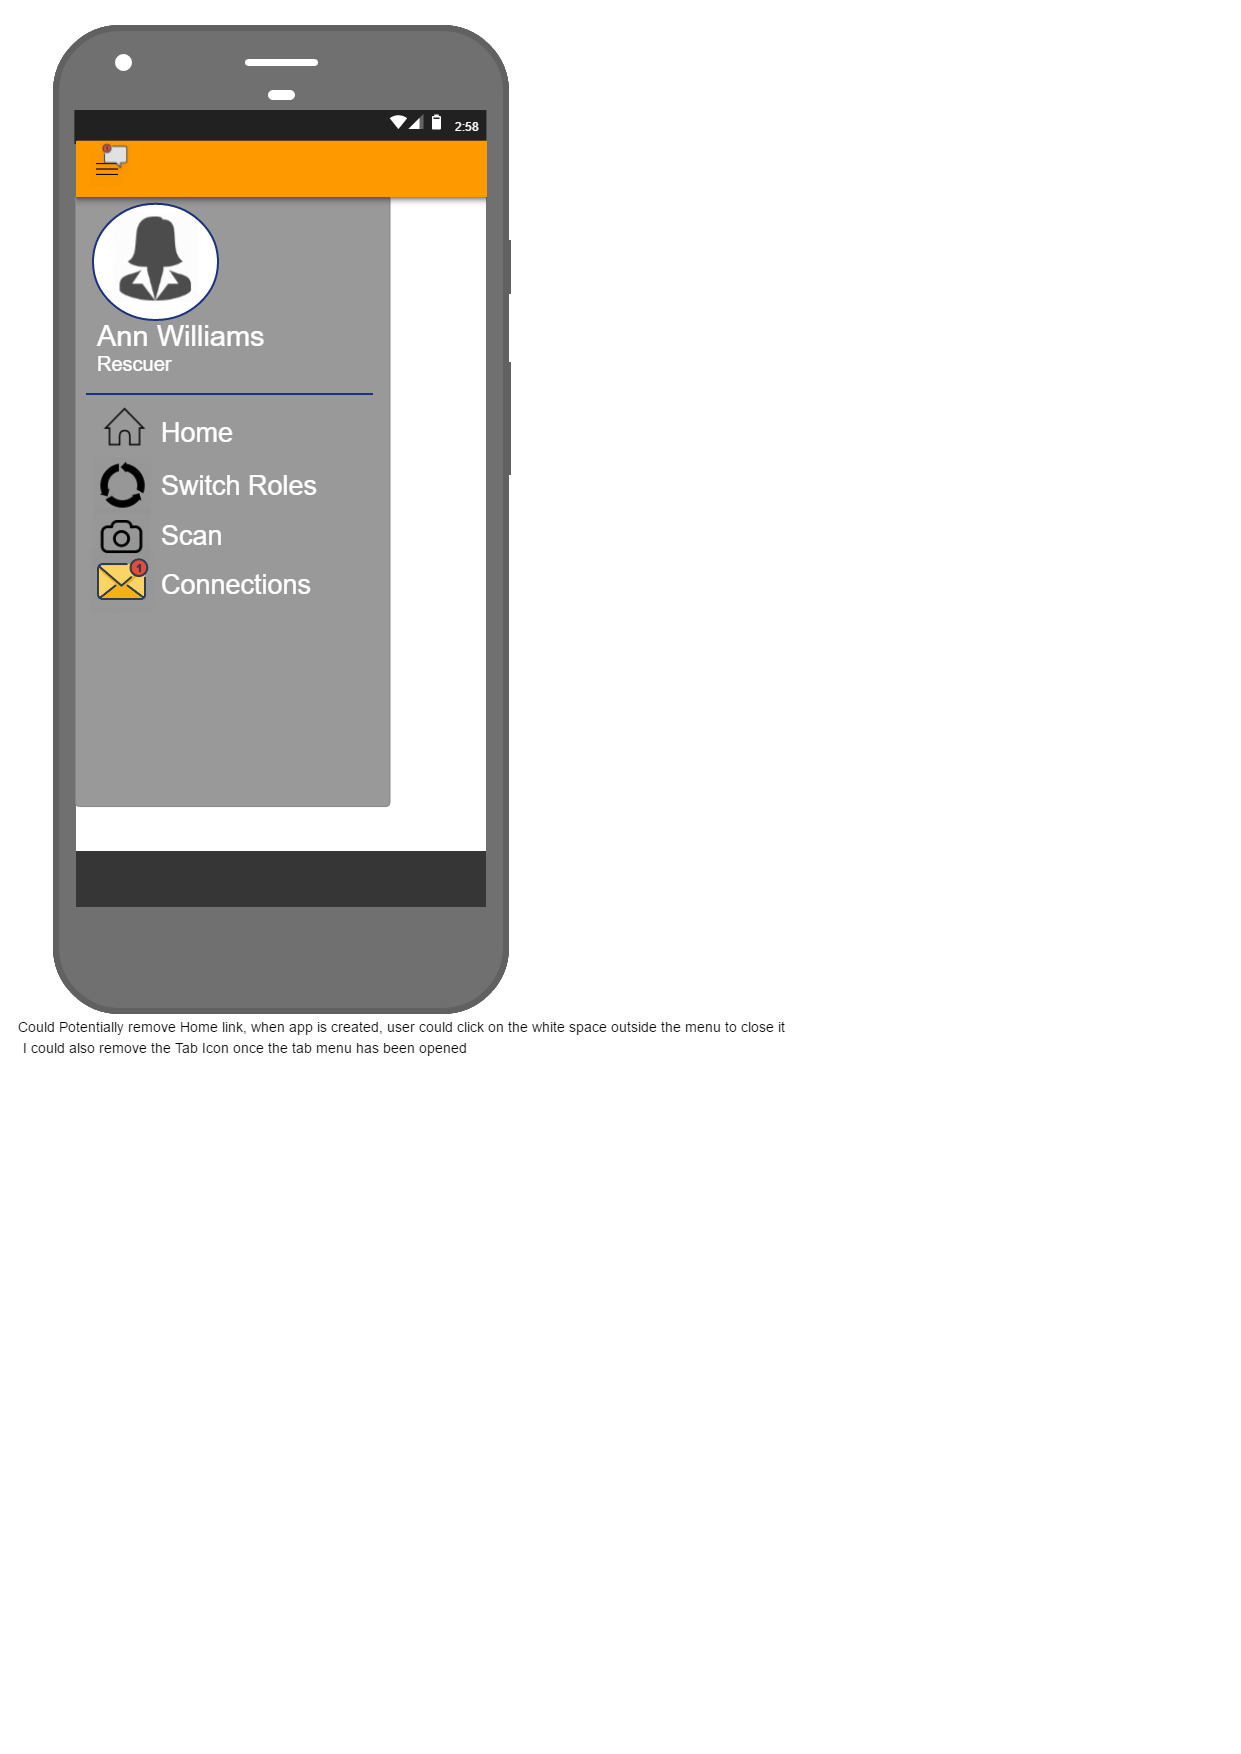 2:58
1
Ann Williams
Rescuer
Home
Switch Roles
Scan
1
Connections
Could Potentially remove Home link, when app is created, user could click on the white space outside the menu to close it
I could also remove the Tab Icon once the tab menu has been opened